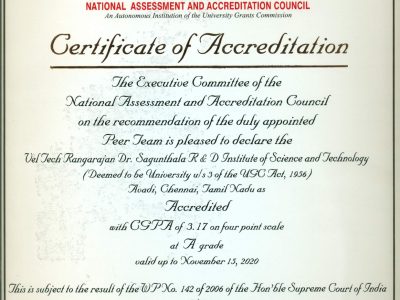 NATIONAL ASSESSMENT AND ACCREDITATION COUNCIL
An Autonomous Institution of the University Grants Commission
Certificate of Accreditation
The Executive Committee of the
National Assessment and Accreditation Council
on the recommendation of the duly appointed
Peer Team is pleased to declare the
Vel Tech Rangarajan Dr. Sagunthala R & D Institute of Science and Technology
(Deemed to be University u/s 3 of the UGC Act, 1956)
Avadi, Chennai, Tamil Nadu as
Accredited
with CGPA of 3.17 on four point scale
at A grade
valid up to November 15, 2020
This is subject to the result of the WP No. 142 of 2006 of the Hon'ble Supreme Court of India